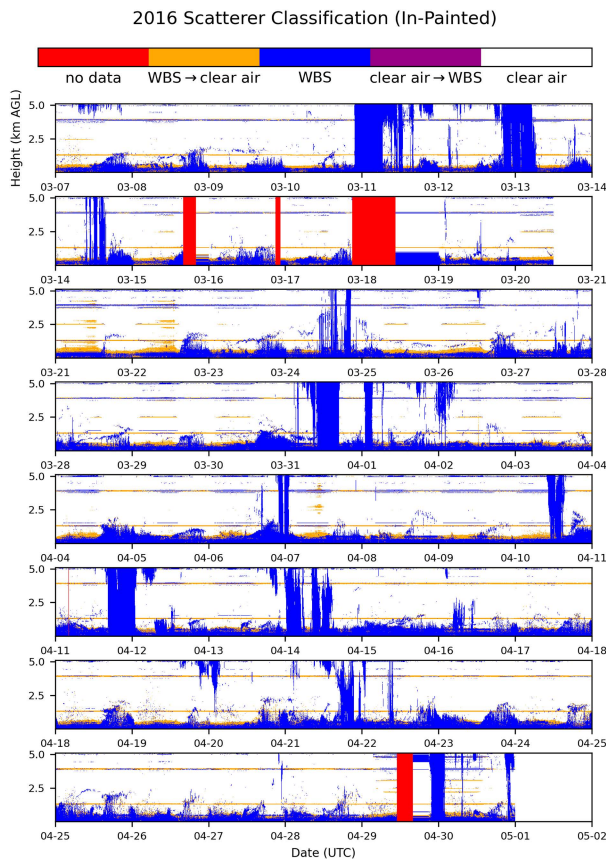 2016 Scatterer Classification (In-Painted)
no data WBS→clear air WBS clear air→WBS clear air
Height (km AGL)
5.0
2.5
03-07 03-08 03-09 03-10 03-11 03-12 03-13 03-14
5.0
2.5
03-14 03-15 03-16 03-17 03-18 03-19 03-20 03-21
5.0
2.5
03-21 03-22 03-23 03-24 03-25 03-26 03-27 03-28
5.0
2.5
03-28 03-29 03-30 03-31 04-01 04-02 04-03 04-04
5.0
2.5
04-04 04-05 04-06 04-07 04-08 04-09 04-10 04-11
5.0
2.5
04-11 04-12 04-13 04-14 04-15 04-16 04-17 04-18
5.0
2.5
04-18 04-19 04-20 04-21 04-22 04-23 04-24 04-25
5.0
2.5
04-25 04-26 04-27 04-28 04-29 04-30 05-01 05-02
Date (UTC)